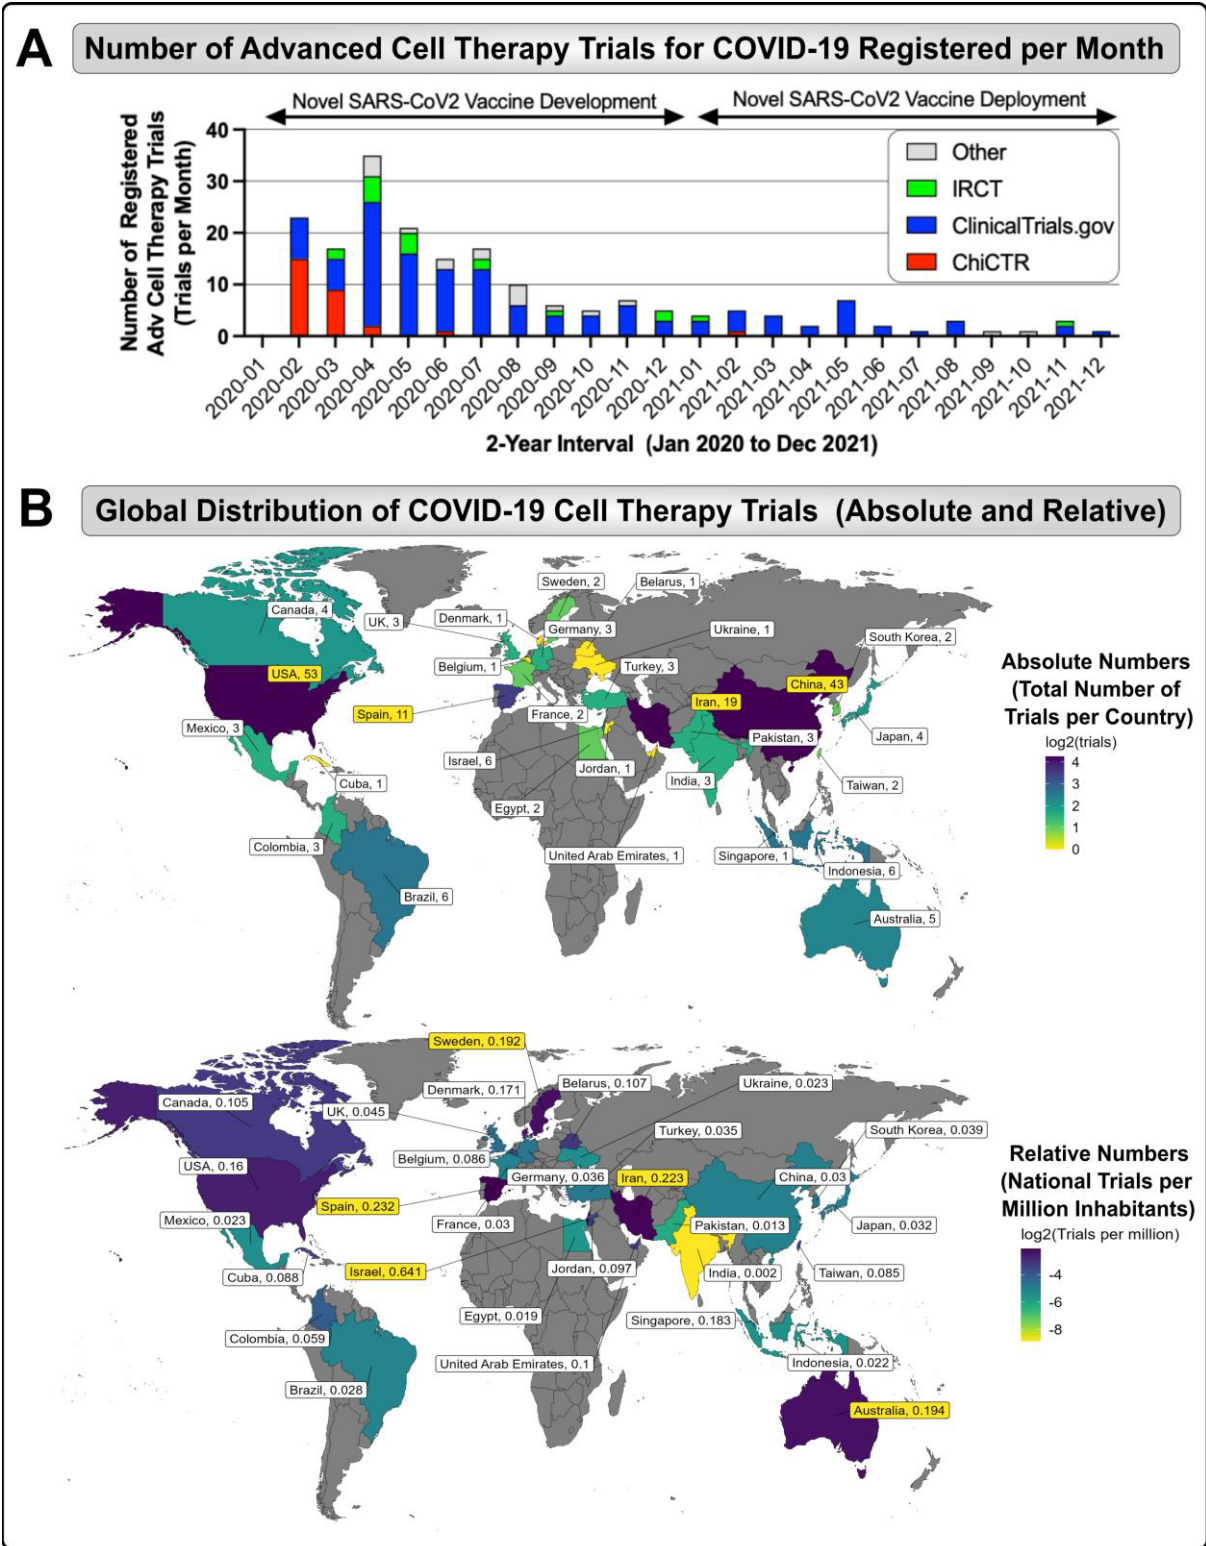 A
Number of Advanced Cell Therapy Trials for COVID-19 Registered per Month
Novel SARS-CoV2 Vaccine Development
Novel SARS-CoV2 Vaccine Deployment
Number of Registered
Adv Cell Therapy Trials
(Trials per Month)
40
30
20
10
0
Other
IRCT
ClinicalTrials.gov
ChiCTR
2020-01
2020-02
2020-03
2020-04
2020-05
2020-06
2020-07
2020-08
2020-09
2020-10
2020-11
2020-12
2021-01
2021-02
2021-03
2021-04
2021-05
2021-06
2021-07
2021-08
2021-09
2021-10
2021-11
2021-12
2-Year Interval (Jan 2020 to Dec 2021)
B
Global Distribution of COVID-19 Cell Therapy Trials (Absolute and Relative)
Sweden, 2
Belarus, 1
Canada, 4
UK, 3
Denmark, 1
Germany, 3
Ukraine, 1
South Korea, 2
Belgium, 1
Turkey, 3
USA, 53
China, 43
Iran, 19
Spain, 11
France, 2
Mexico, 3
Pakistan, 3
Japan, 4
Israel, 6
Jordan, 1
India, 3
Cuba, 1
Taiwan, 2
Egypt, 2
Colombia, 3
United Arab Emirates, 1
Singapore, 1
Indonesia, 6
Brazil, 6
Australia, 5
Absolute Numbers
(Total Number of
Trials per Country)
log2(trials)
4
3
2
1
0
Sweden, 0.192
Denmark, 0.171
Belarus, 0.107
Ukraine, 0.023
Canada, 0.105
UK, 0.045
Turkey, 0.035
South Korea, 0.039
Belgium, 0.086
USA, 0.16
Germany, 0.036
Iran, 0.223
China, 0.03
Spain, 0.232
Mexico, 0.023
France, 0.03
Pakistan, 0.013
Japan, 0.032
Cuba, 0.088
Israel, 0.641
Jordan, 0.097
India, 0.002
Taiwan, 0.085
Egypt, 0.019
Singapore, 0.183
Colombia, 0.059
United Arab Emirates, 0.1
Indonesia, 0.022
Brazil, 0.028
Australia, 0.194
Relative Numbers
(National Trials per
Million Inhabitants)
log2(Trials per million)
-4
-6
-8